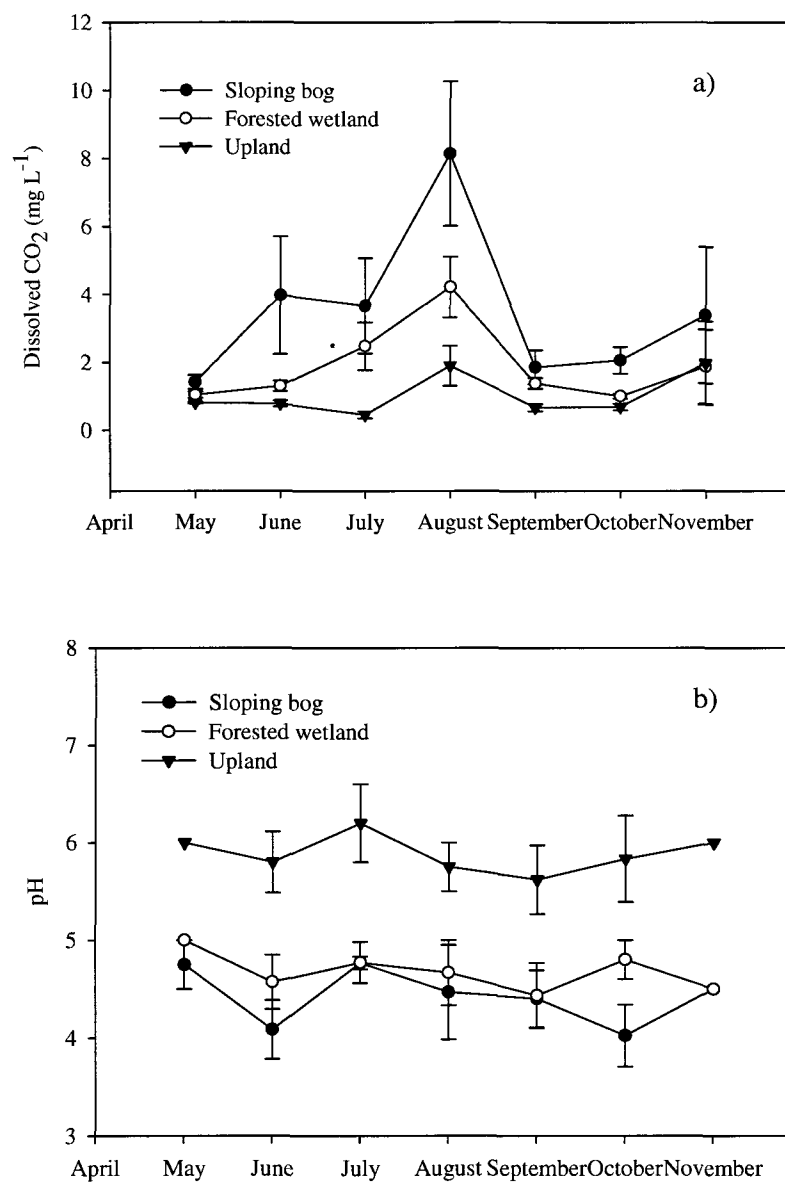 12
10
8
6
4
2
0
Dissolved CO2 (mg L-1)
a)
Sloping bog
Forested wetland
Upland
April May June July August September October November
8
7
6
5
4
3
pH
b)
Sloping bog
Forested wetland
Upland
April May June July August September October November